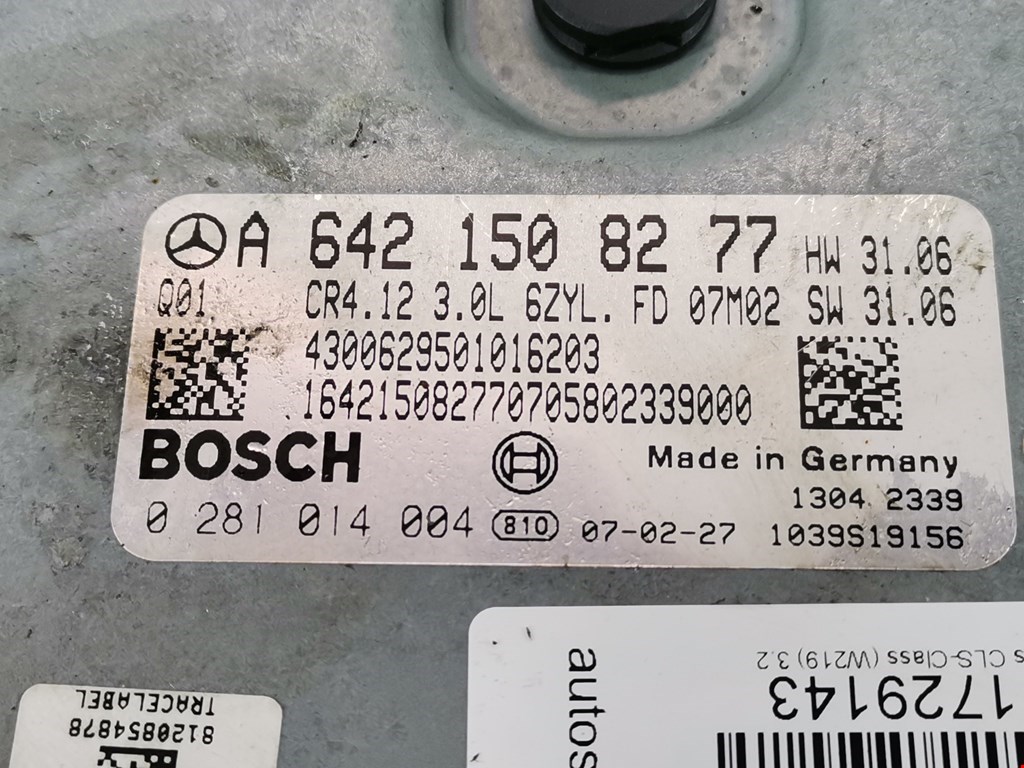 A 642 150 82 77 HW 31.06
Q01 CR4.12 3.0L 6ZYL. FD 07M02 SW 31.06
4300629501016203
164215082770705802339000
BOSCH Made in Germany
1304 2339
0 281 014 004 810 07-02-27 1039S19156
s CLS-Class (W219) 3.2
1729143
autos
TRACELABEL
8120854878